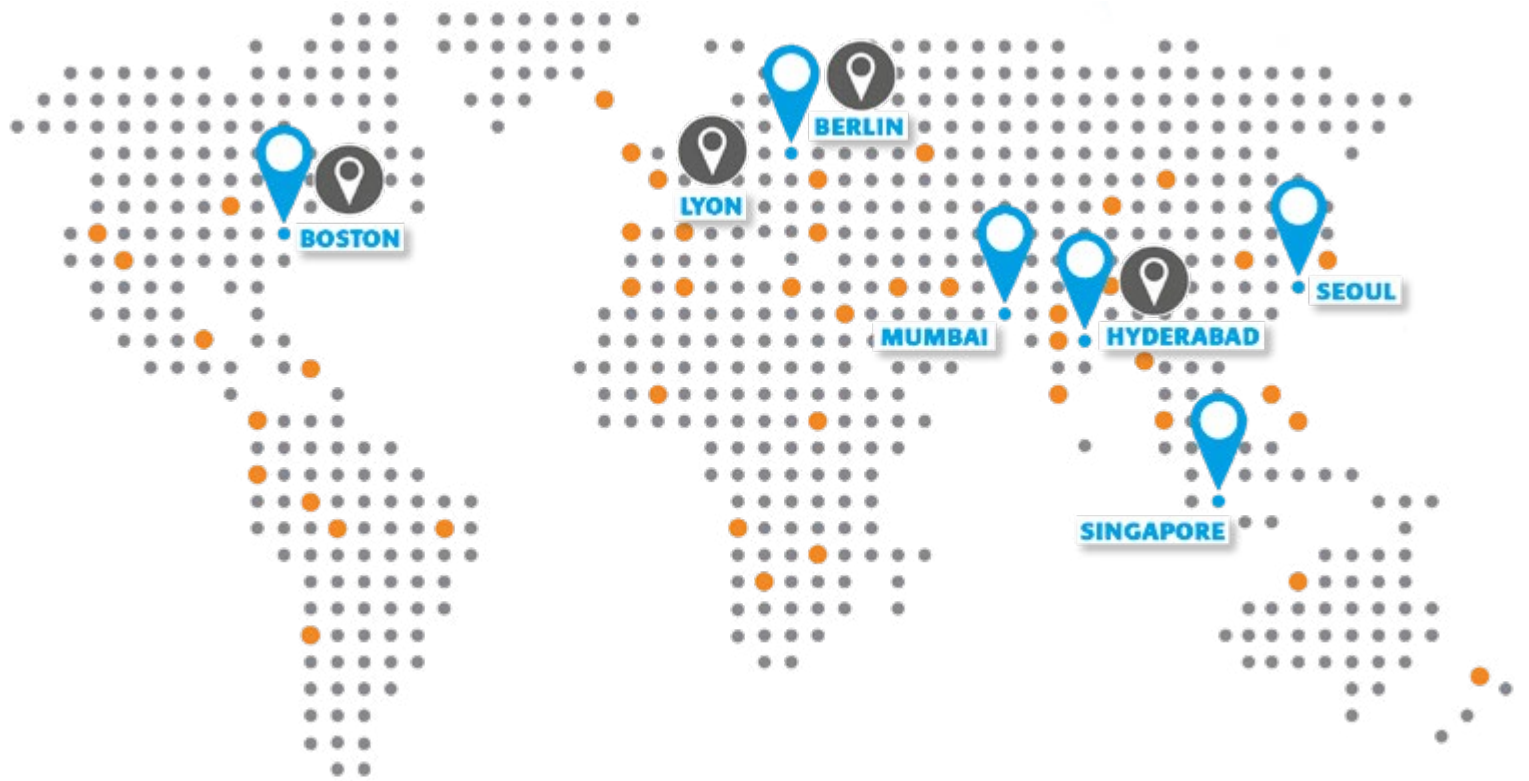 BERLIN
LYON
BOSTON
SEOUL
MUMBAI
HYDERABAD
SINGAPORE